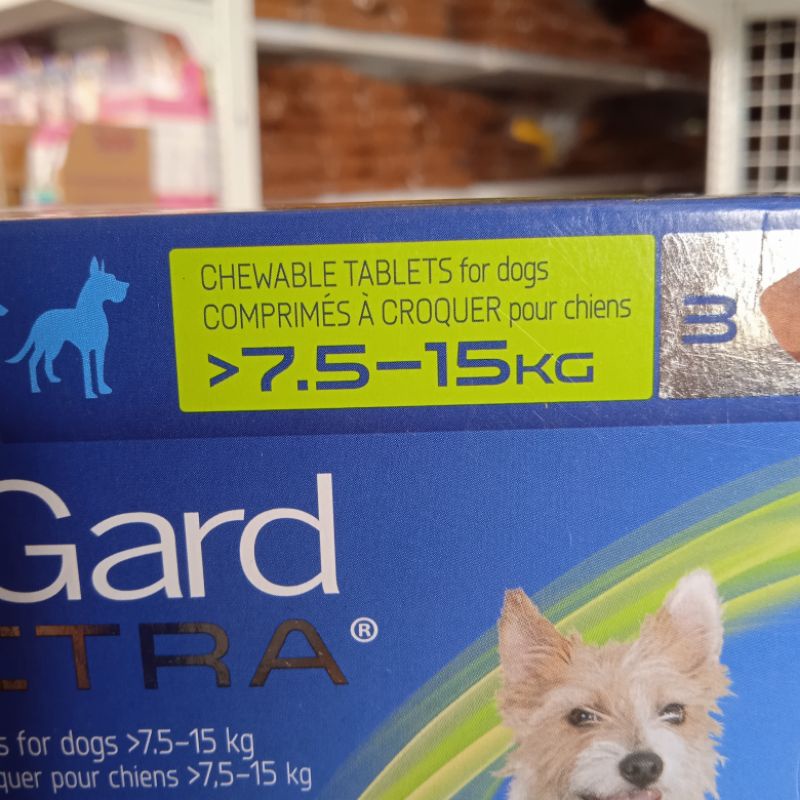 CHEWABLE TABLETS for dogs
COMPRIMÉS À CROQUER pour chiens
>7.5–15KG
3
Gard
TRA®
for dogs >7.5–15 kg
pour chiens >7,5–15 kg